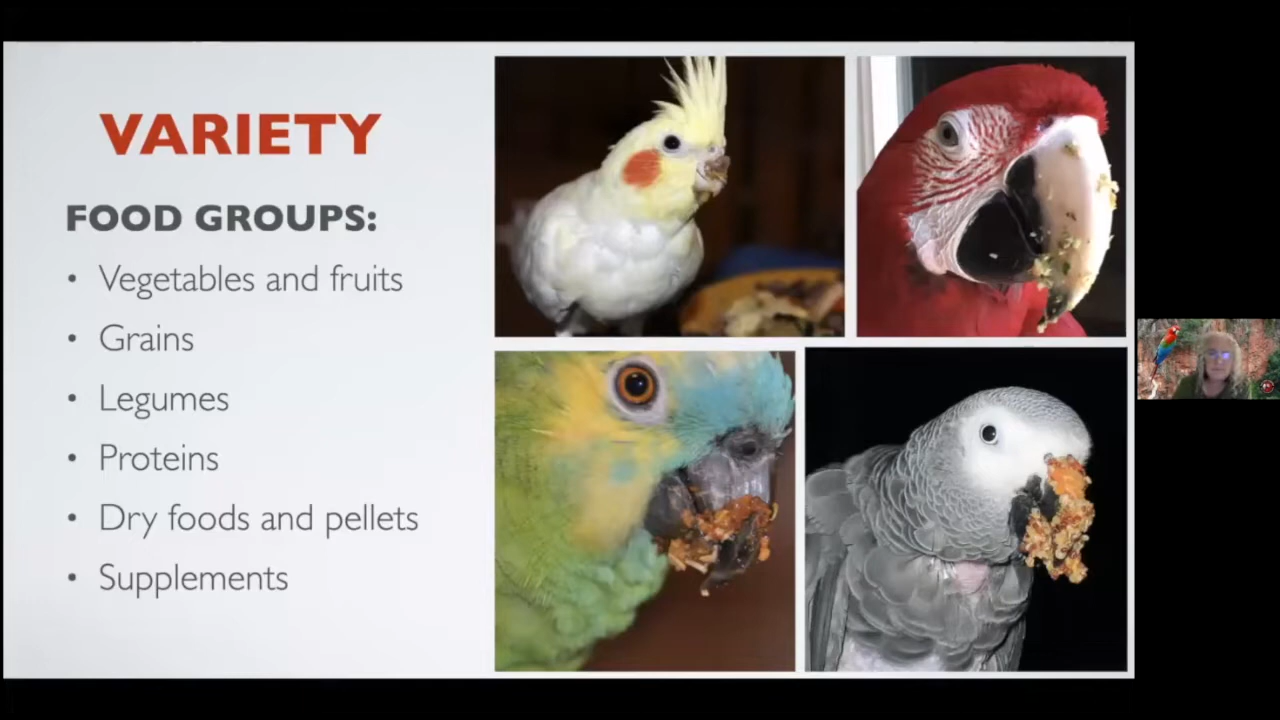 VARIETY
FOOD GROUPS:
• Vegetables and fruits
• Grains
• Legumes
• Proteins
• Dry foods and pellets
• Supplements